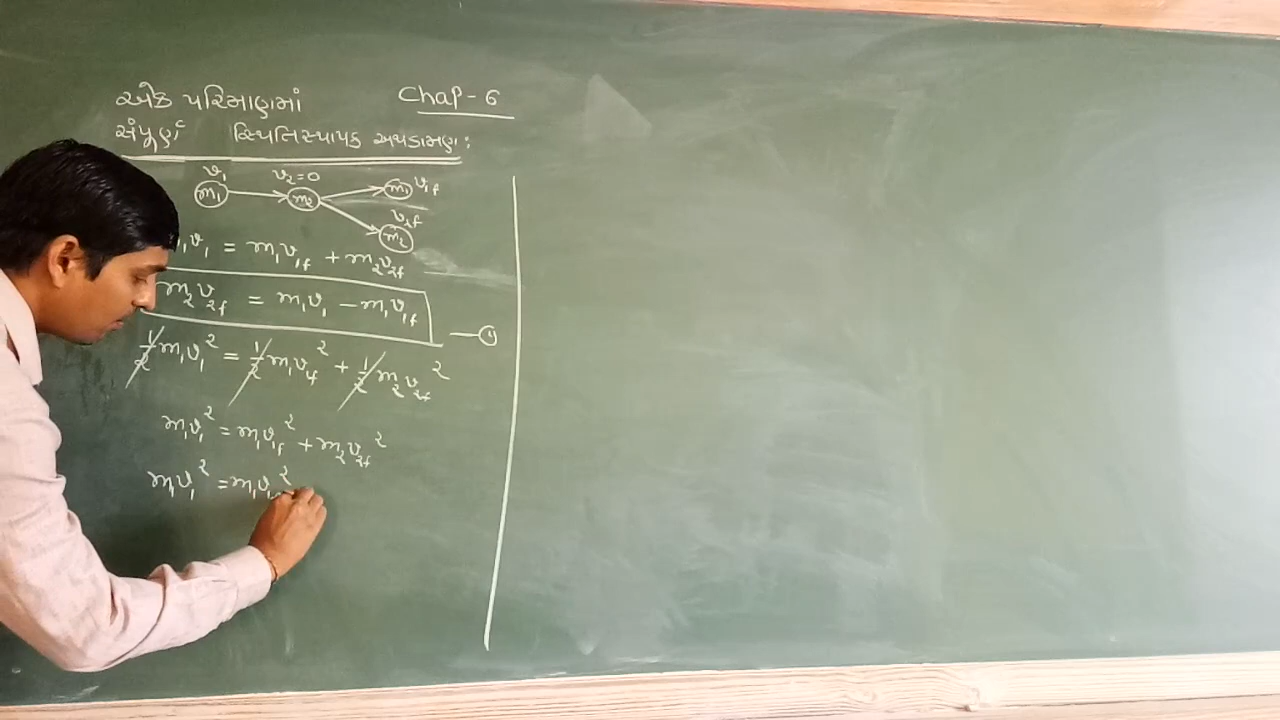 એક પરિમાણમાં Chap-6
સંપૂર્ણ સ્થિતિસ્થાપક અથડામણ:
v₁ v₂=0 m₁ v₁f
m₁ m₂
v₂f
m₂
₁v₁ = m₁v₁f + m₂v₂f
m₂v₂f = m₁v₁ − m₁v₁f — ①
½m₁v₁² = ½m₁v₁f² + ½m₂v₂f²
m₁v₁² = m₁v₁f² + m₂v₂f²
m₁v₁² = m₁v₁²